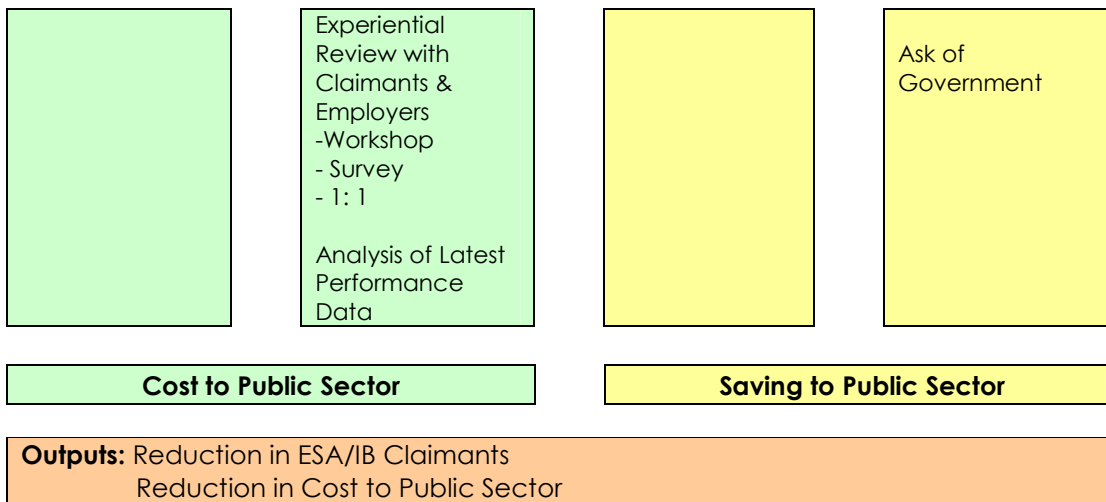 Experiential
Review with
Claimants &
Employers
-Workshop
- Survey
- 1: 1
Analysis of Latest
Performance
Data
Ask of
Government
Cost to Public Sector
Saving to Public Sector
Outputs: Reduction in ESA/IB Claimants
Reduction in Cost to Public Sector